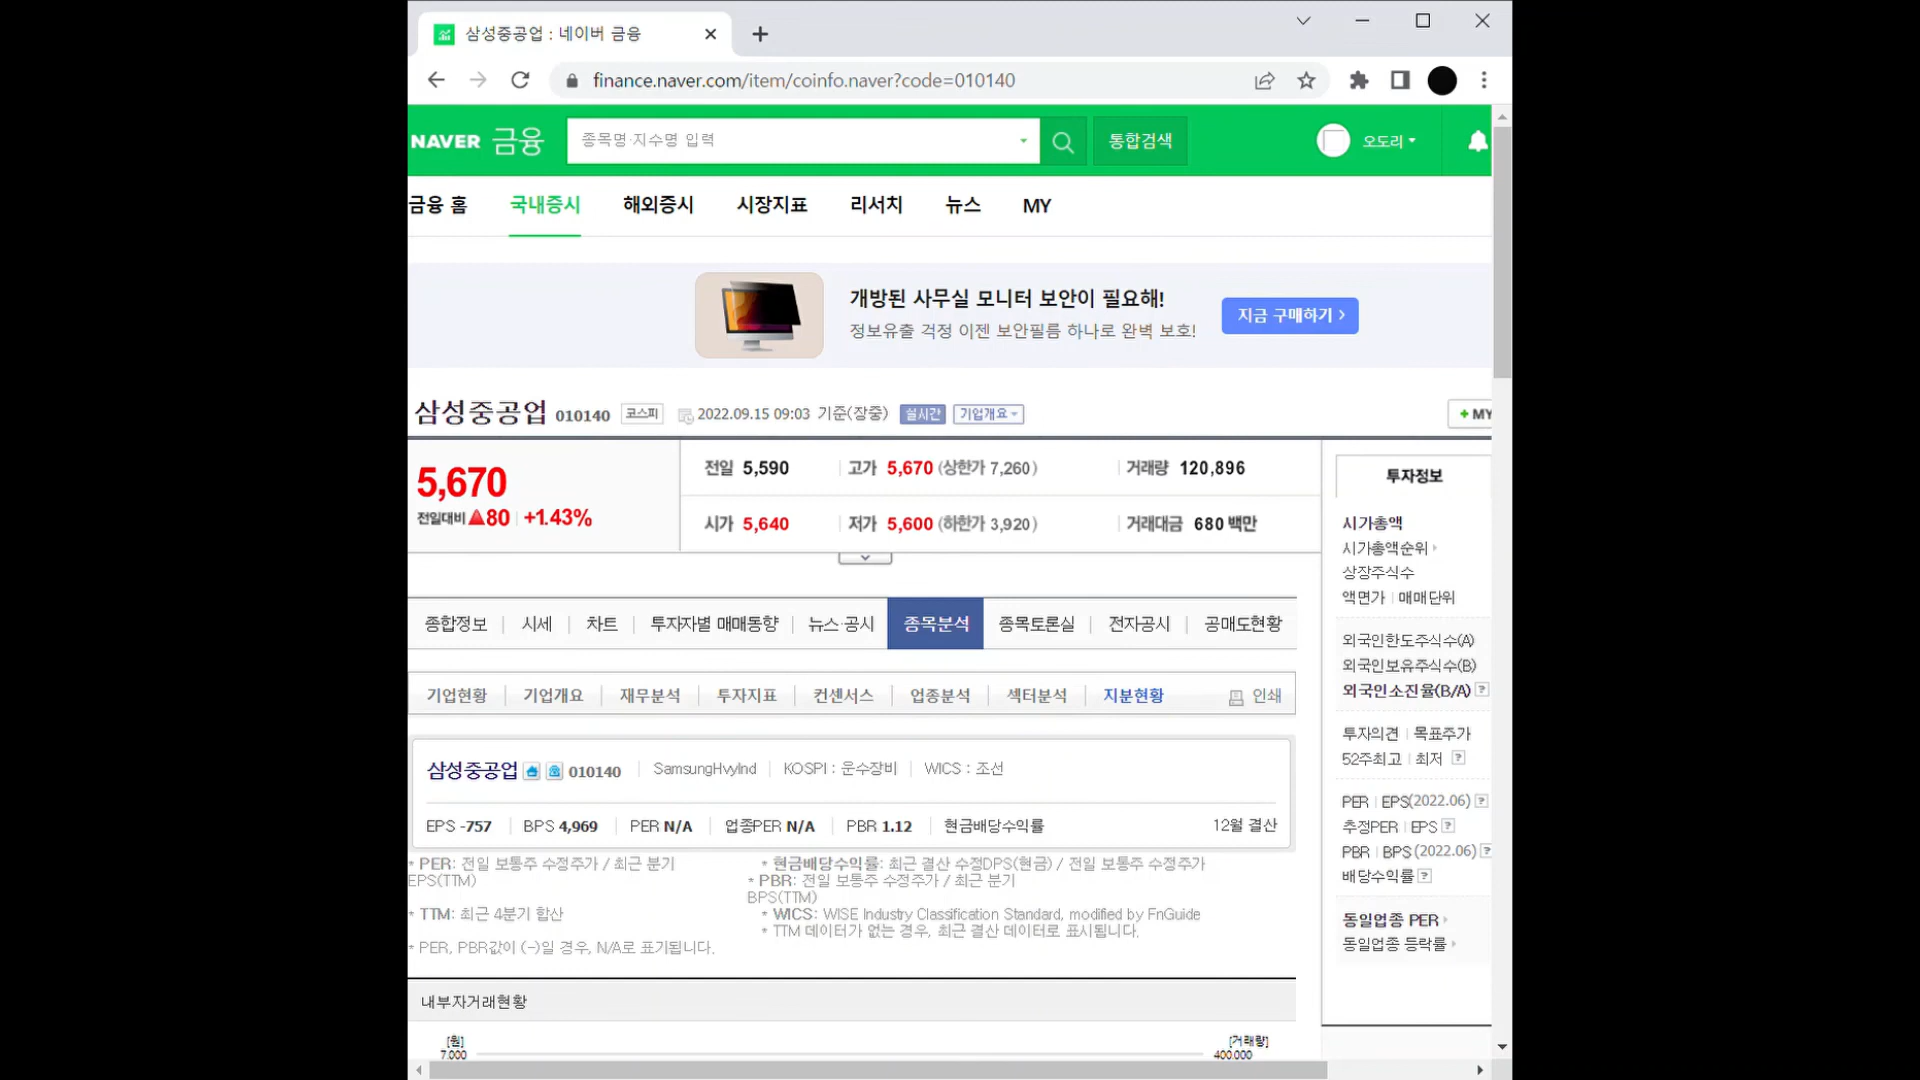 삼성중공업 : 네이버 금융
finance.naver.com/item/coinfo.naver?code=010140
NAVER 금융 종목명·지수명 입력 통합검색 오도리
금융 홈 국내증시 해외증시 시장지표 리서치 뉴스 MY
개방된 사무실 모니터 보안이 필요해!
정보유출 걱정 이젠 보안필름 하나로 완벽 보호!
지금 구매하기 >
삼성중공업 010140 코스피 2022.09.15 09:03 기준(장중) 실시간 기업개요
+ MY
5,670
전일대비 ▲80 +1.43%
전일 5,590 고가 5,670 (상한가 7,260) 거래량 120,896
시가 5,640 저가 5,600 (하한가 3,920) 거래대금 680 백만
종합정보 시세 차트 투자자별 매매동향 뉴스·공시 종목분석 종목토론실 전자공시 공매도현황
기업현황 기업개요 재무분석 투자지표 컨센서스 업종분석 섹터분석 지분현황 인쇄
삼성중공업 010140 SamsungHvyInd KOSPI : 운수장비 WICS : 조선
EPS -757 BPS 4,969 PER N/A 업종PER N/A PBR 1.12 현금배당수익률 12월 결산
* PER: 전일 보통주 수정주가 / 최근 분기
EPS(TTM)
* TTM: 최근 4분기 합산
* PER, PBR값이 (-)일 경우, N/A로 표기됩니다.
* 현금배당수익률: 최근 결산 수정DPS(현금) / 전일 보통주 수정주가
* PBR: 전일 보통주 수정주가 / 최근 분기
BPS(TTM)
* WICS: WISE Industry Classification Standard, modified by FnGuide
* TTM 데이터가 없는 경우, 최근 결산 데이터로 표시됩니다.
내부자거래현황
[원] [거래량]
7,000 400,000
투자정보
시가총액
시가총액순위
상장주식수
액면가 매매단위
외국인한도주식수(A)
외국인보유주식수(B)
외국인소진율(B/A) ?
투자의견 목표주가
52주최고 최저 ?
PER EPS(2022.06) ?
추정PER EPS ?
PBR BPS (2022.06) ?
배당수익률 ?
동일업종 PER
동일업종 등락률